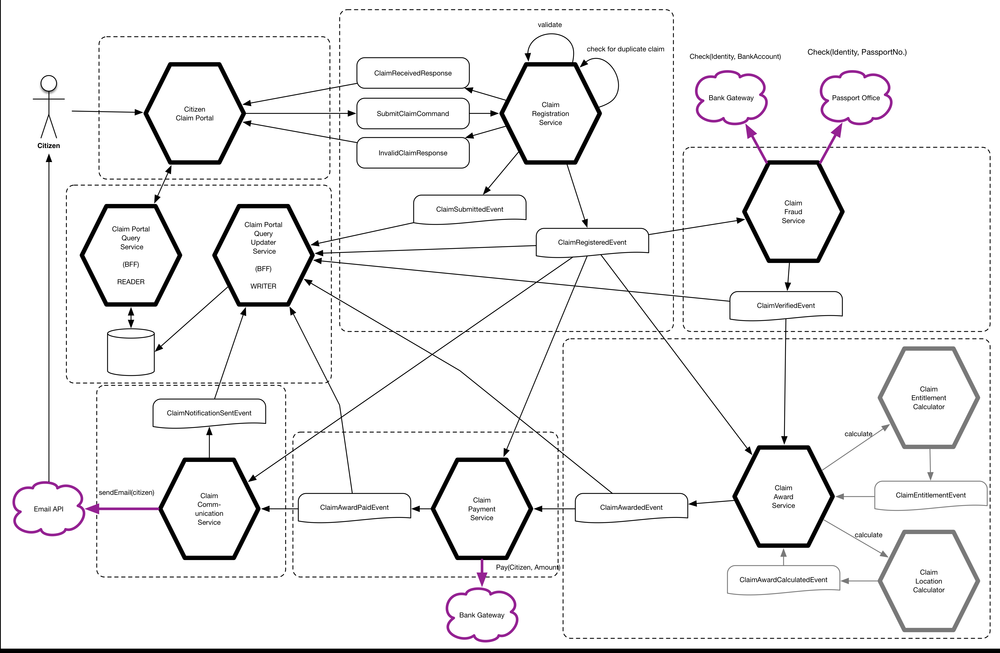 validate
check for duplicate claim
Check(Identity, BankAccount)
Check(Identity, PassportNo.)
ClaimReceivedResponse
Citizen
Claim Portal
SubmitClaimCommand
Claim
Registration
Service
Bank Gateway
Passport Office
Citizen
InvalidClaimResponse
ClaimSubmittedEvent
Claim
Fraud
Service
Claim Portal
Query
Service
(BFF)
READER
Claim Portal
Query
Updater
Service
(BFF)
WRITER
ClaimRegisteredEvent
ClaimVerifiedEvent
Claim
Entitlement
Calculator
ClaimNotificationSentEvent
calculate
sendEmail(citizen)
Email API
Claim
Comm-
unication
Service
ClaimAwardPaidEvent
Claim
Payment
Service
ClaimAwardedEvent
Claim
Award
Service
ClaimEntitlementEvent
calculate
Pay(Citizen, Amount)
ClaimAwardCalculatedEvent
Claim
Location
Calculator
Bank Gateway